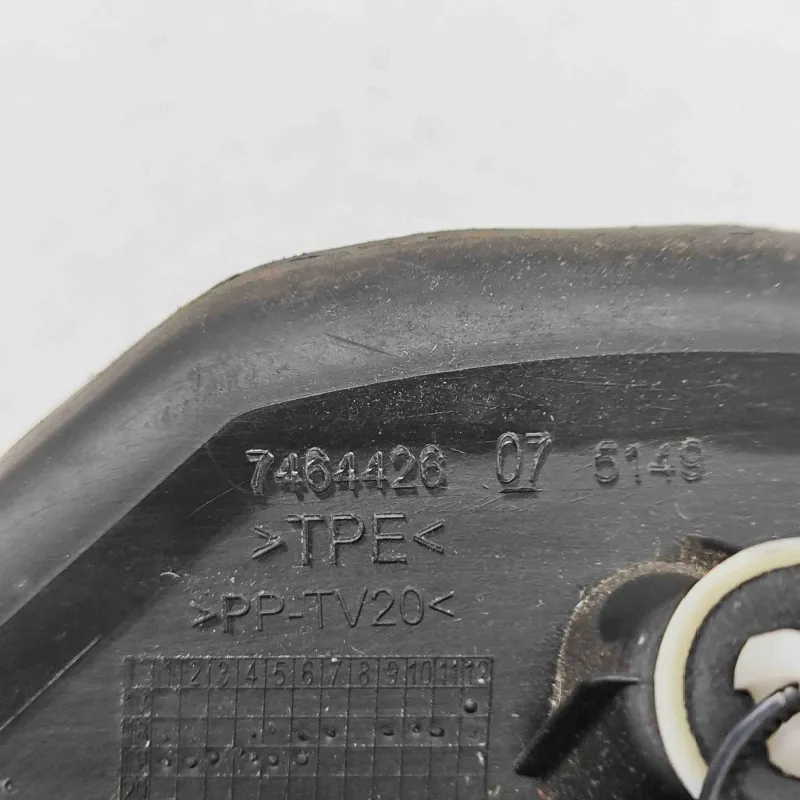 7464426 07 5149
>TPE<
>PP-TV20<
1 2 3 4 5 6 7 8 9 10 11 12